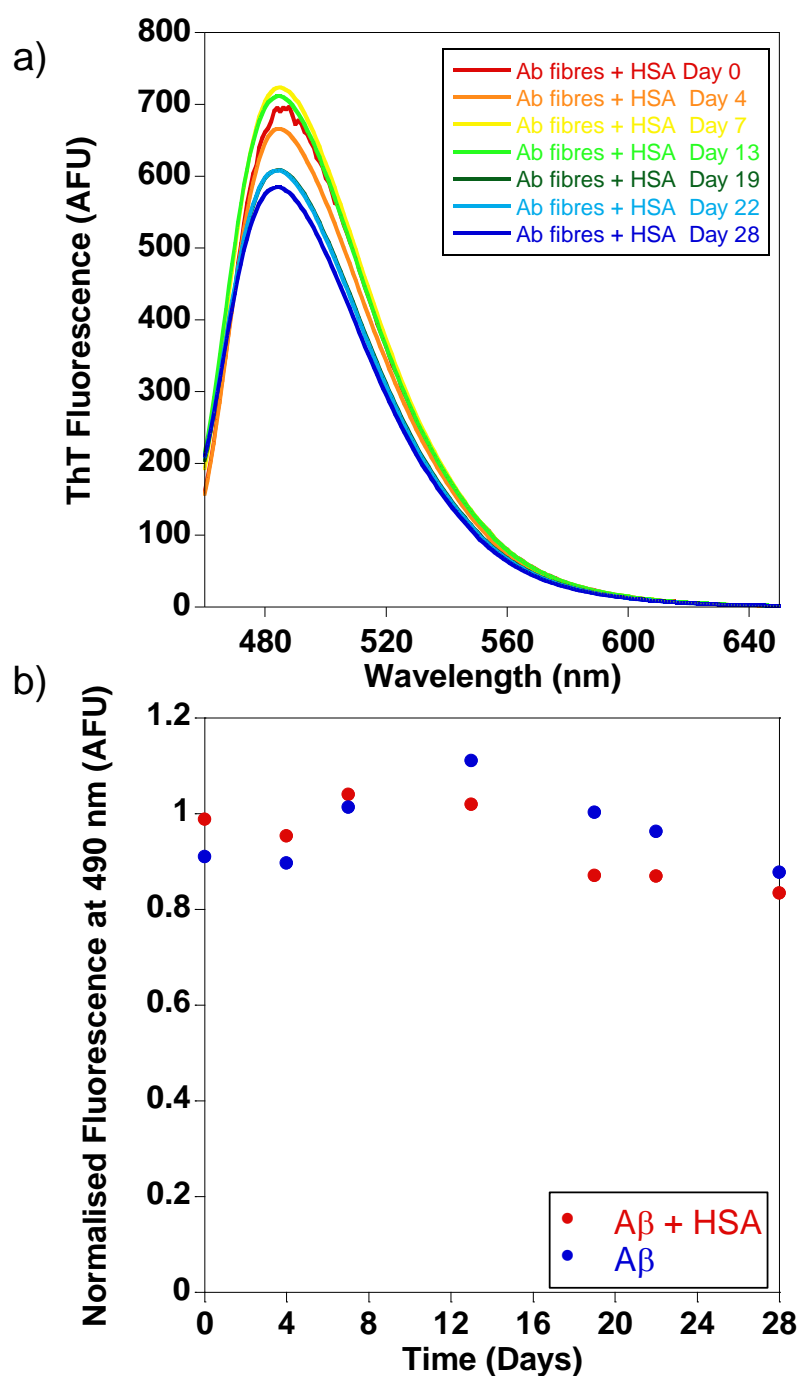 a)
ThT Fluorescence (AFU)
800
700
600
500
400
300
200
100
0
Ab fibres + HSA Day 0
Ab fibres + HSA  Day 4
Ab fibres + HSA  Day 7
Ab fibres + HSA  Day 13
Ab fibres + HSA  Day 19
Ab fibres + HSA  Day 22
Ab fibres + HSA  Day 28
480 520 560 600 640
Wavelength (nm)
b)
Normalised Fluorescence at 490 nm (AFU)
1.2
1
0.8
0.6
0.4
0.2
0
Aβ + HSA
Aβ
0 4 8 12 16 20 24 28
Time (Days)